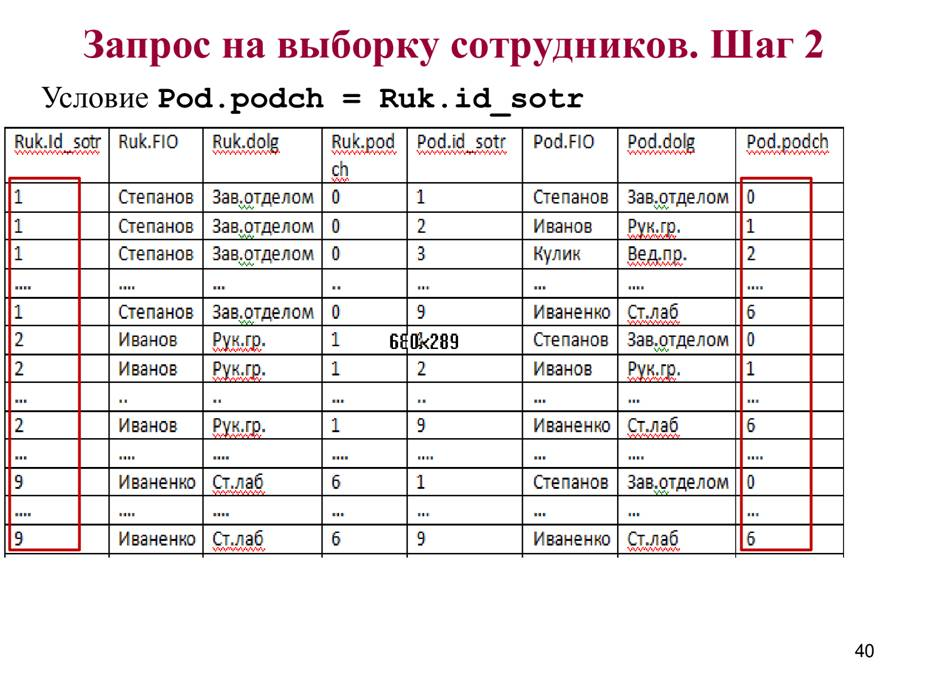 Запрос на выборку сотрудников. Шаг 2
Условие Pod.podch = Ruk.id_sotr
Ruk.Id_sotr Ruk.FIO Ruk.dolg Ruk.pod Pod.id_sotr Pod.FIO Pod.dolg Pod.podch
ch
1 Степанов Зав.отделом 0 1 Степанов Зав.отделом 0
1 Степанов Зав.отделом 0 2 Иванов Рук.гр. 1
1 Степанов Зав.отделом 0 3 Кулик Вед.пр. 2
.... .... ... .. ... ... .... ....
1 Степанов Зав.отделом 0 9 Иваненко Ст.лаб 6
2 Иванов Рук.гр. 1 680x289 Степанов Зав.отделом 0
2 Иванов Рук.гр. 1 2 Иванов Рук.гр. 1
... .. .. ... .. ... ... ...
2 Иванов Рук.гр. 1 9 Иваненко Ст.лаб 6
... .... .... .... .... ... .... ....
9 Иваненко Ст.лаб 6 1 Степанов Зав.отделом 0
.... .... .... ... ... ... ... ...
9 Иваненко Ст.лаб 6 9 Иваненко Ст.лаб 6
40